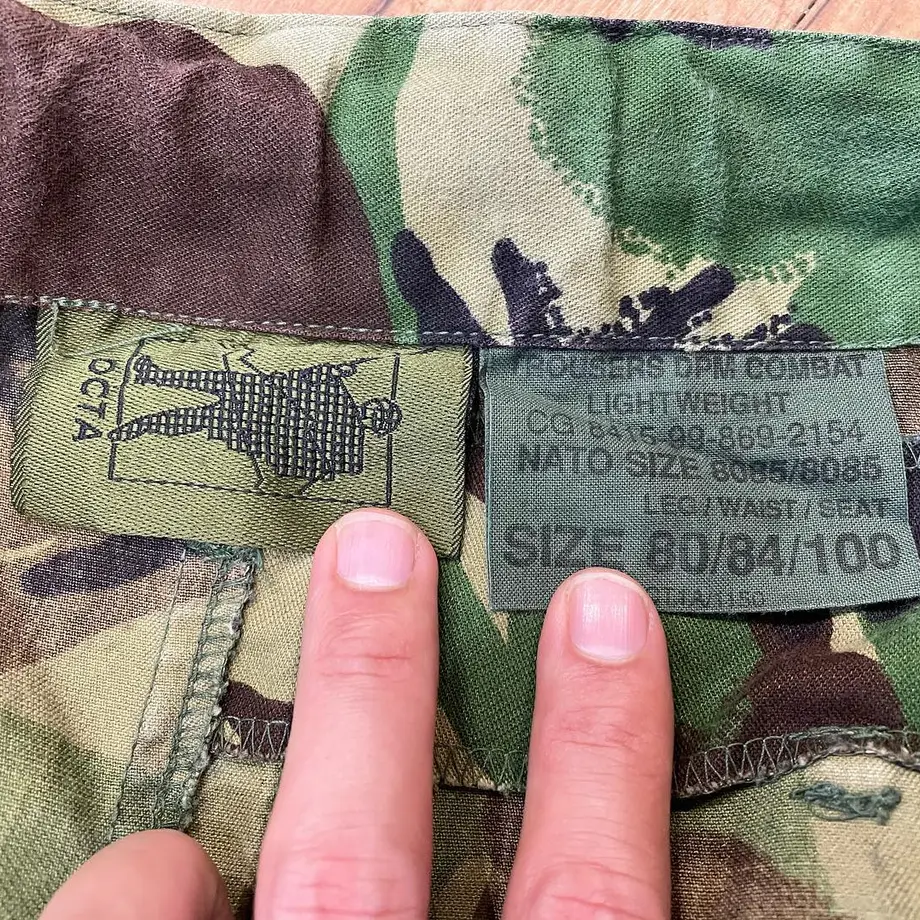 OCTA
TROUSERS DPM COMBAT
LIGHTWEIGHT
CG 8415-99-869-2154
NATO SIZE 8085/8085
LEG/WAIST/SEAT
SIZE 80/84/100